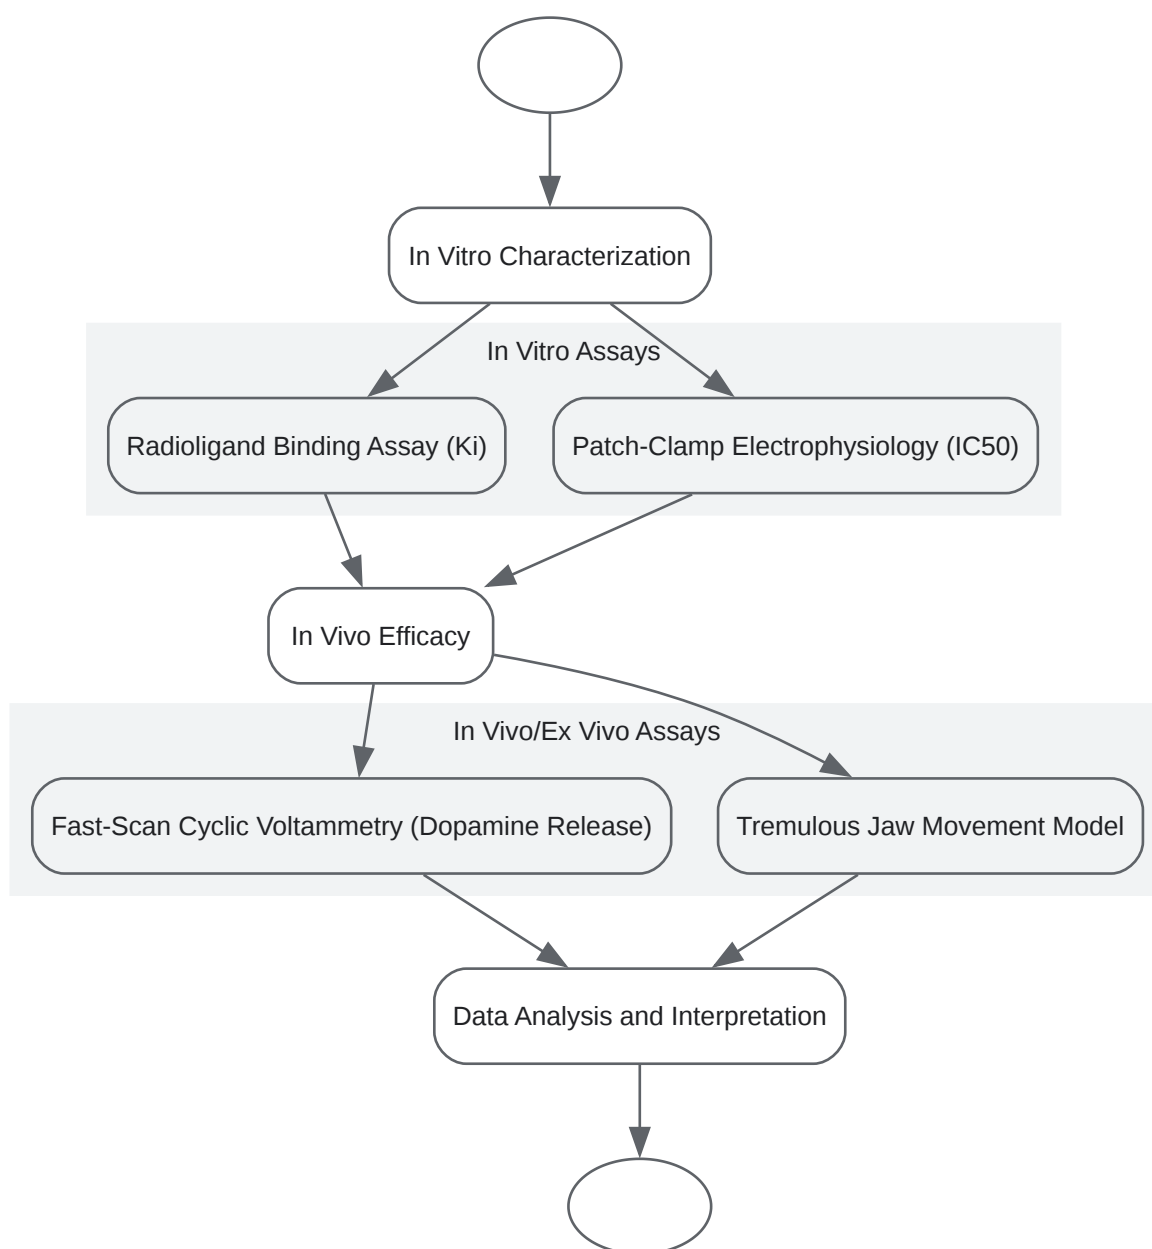 In Vitro Characterization
In Vitro Assays
Radioligand Binding Assay (Ki)
Patch-Clamp Electrophysiology (IC50)
In Vivo Efficacy
In Vivo/Ex Vivo Assays
Fast-Scan Cyclic Voltammetry (Dopamine Release)
Tremulous Jaw Movement Model
Data Analysis and Interpretation